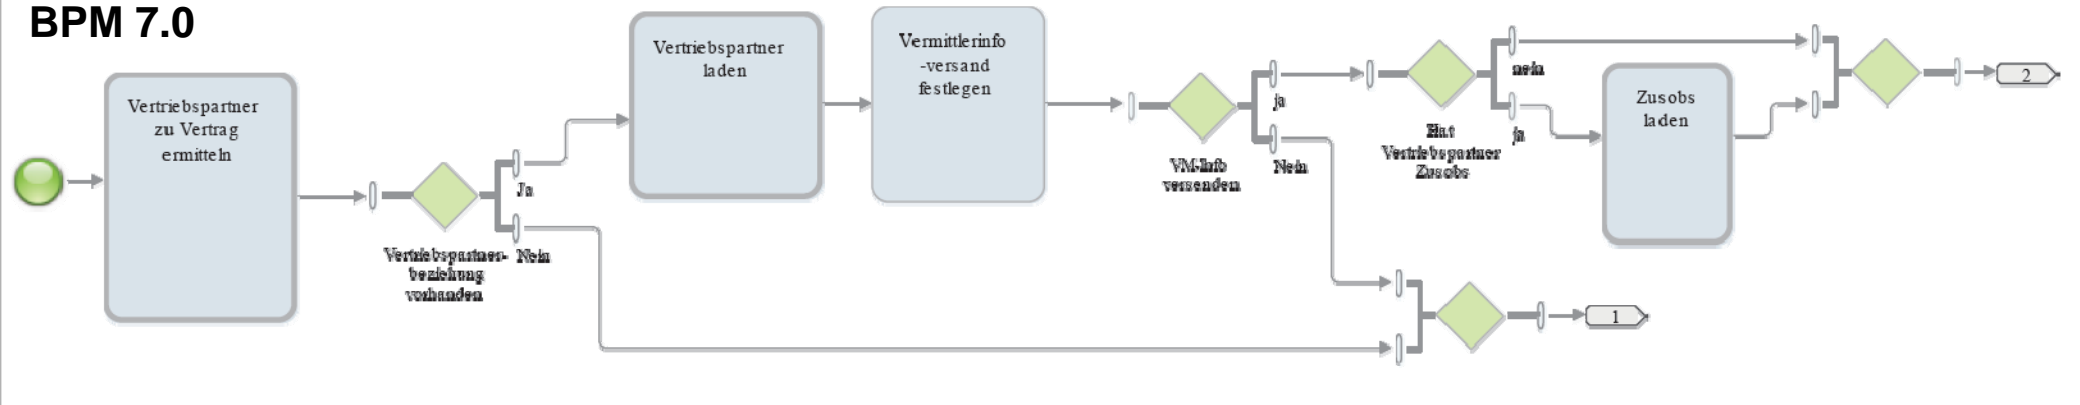 BPM 7.0
Vertriebspartner
zu Vertrag
ermitteln
Vertriebspartner-
beziehung
vorhanden
Ja
Nein
Vertriebspartner
laden
Vermittlerinfo
-versand
festlegen
VM-Info
versenden
ja
Nein
Hat
Vertriebspartner
Zusobs
nein
ja
Zusobs
laden
2
1